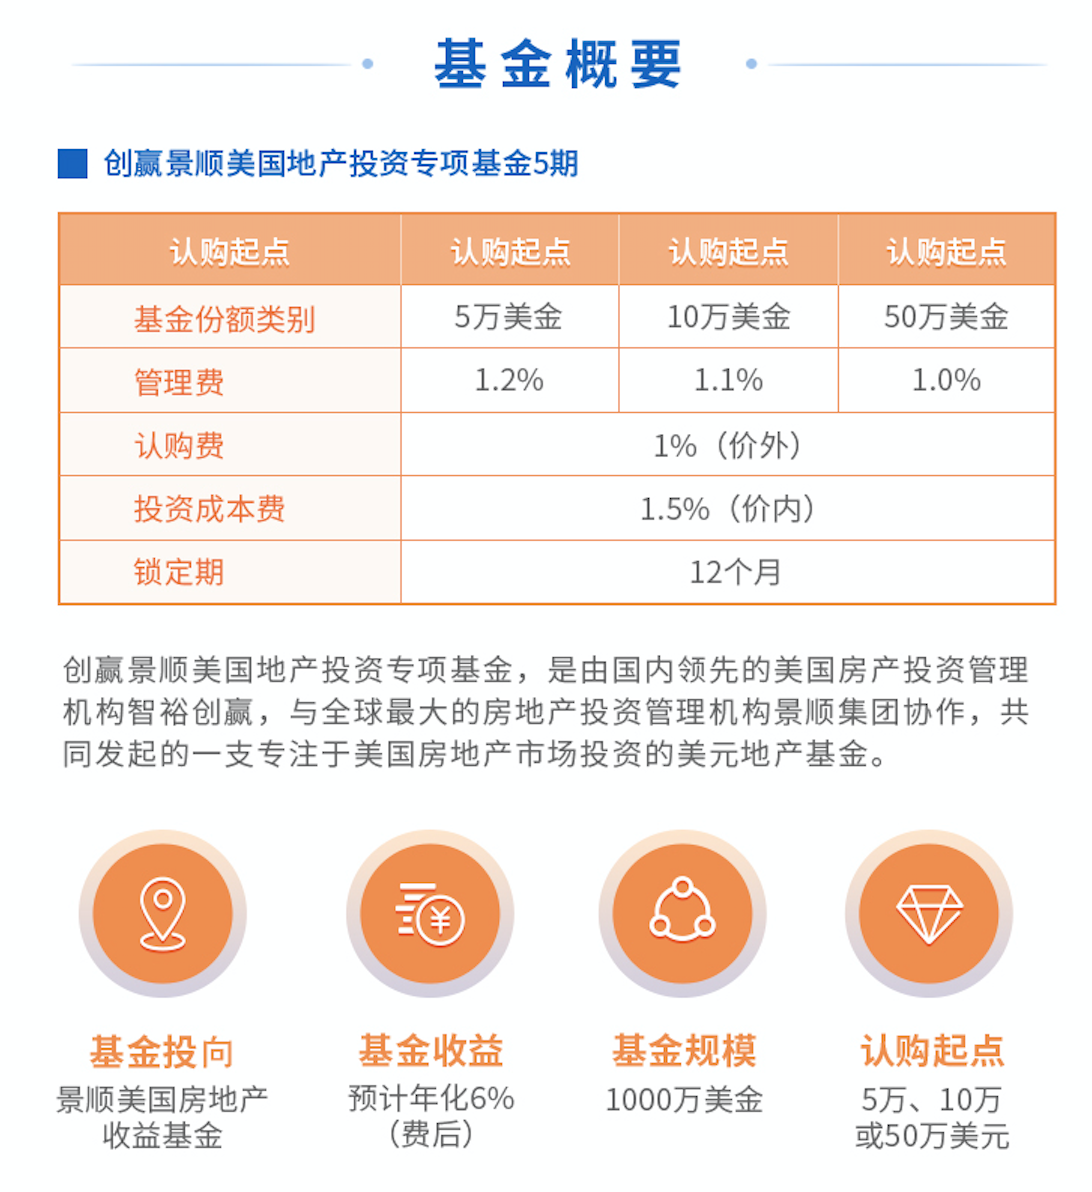 基金概要
创赢景顺美国地产投资专项基金5期
认购起点 认购起点 认购起点 认购起点
基金份额类别 5万美金 10万美金 50万美金
管理费 1.2% 1.1% 1.0%
认购费 1%（价外）
投资成本费 1.5%（价内）
锁定期 12个月
创赢景顺美国地产投资专项基金，是由国内领先的美国房产投资管理
机构智裕创赢，与全球最大的房地产投资管理机构景顺集团协作，共
同发起的一支专注于美国房地产市场投资的美元地产基金。
¥
基金投向 基金收益 基金规模 认购起点
景顺美国房地产 预计年化6% 1000万美金 5万、10万
收益基金 （费后） 或50万美元